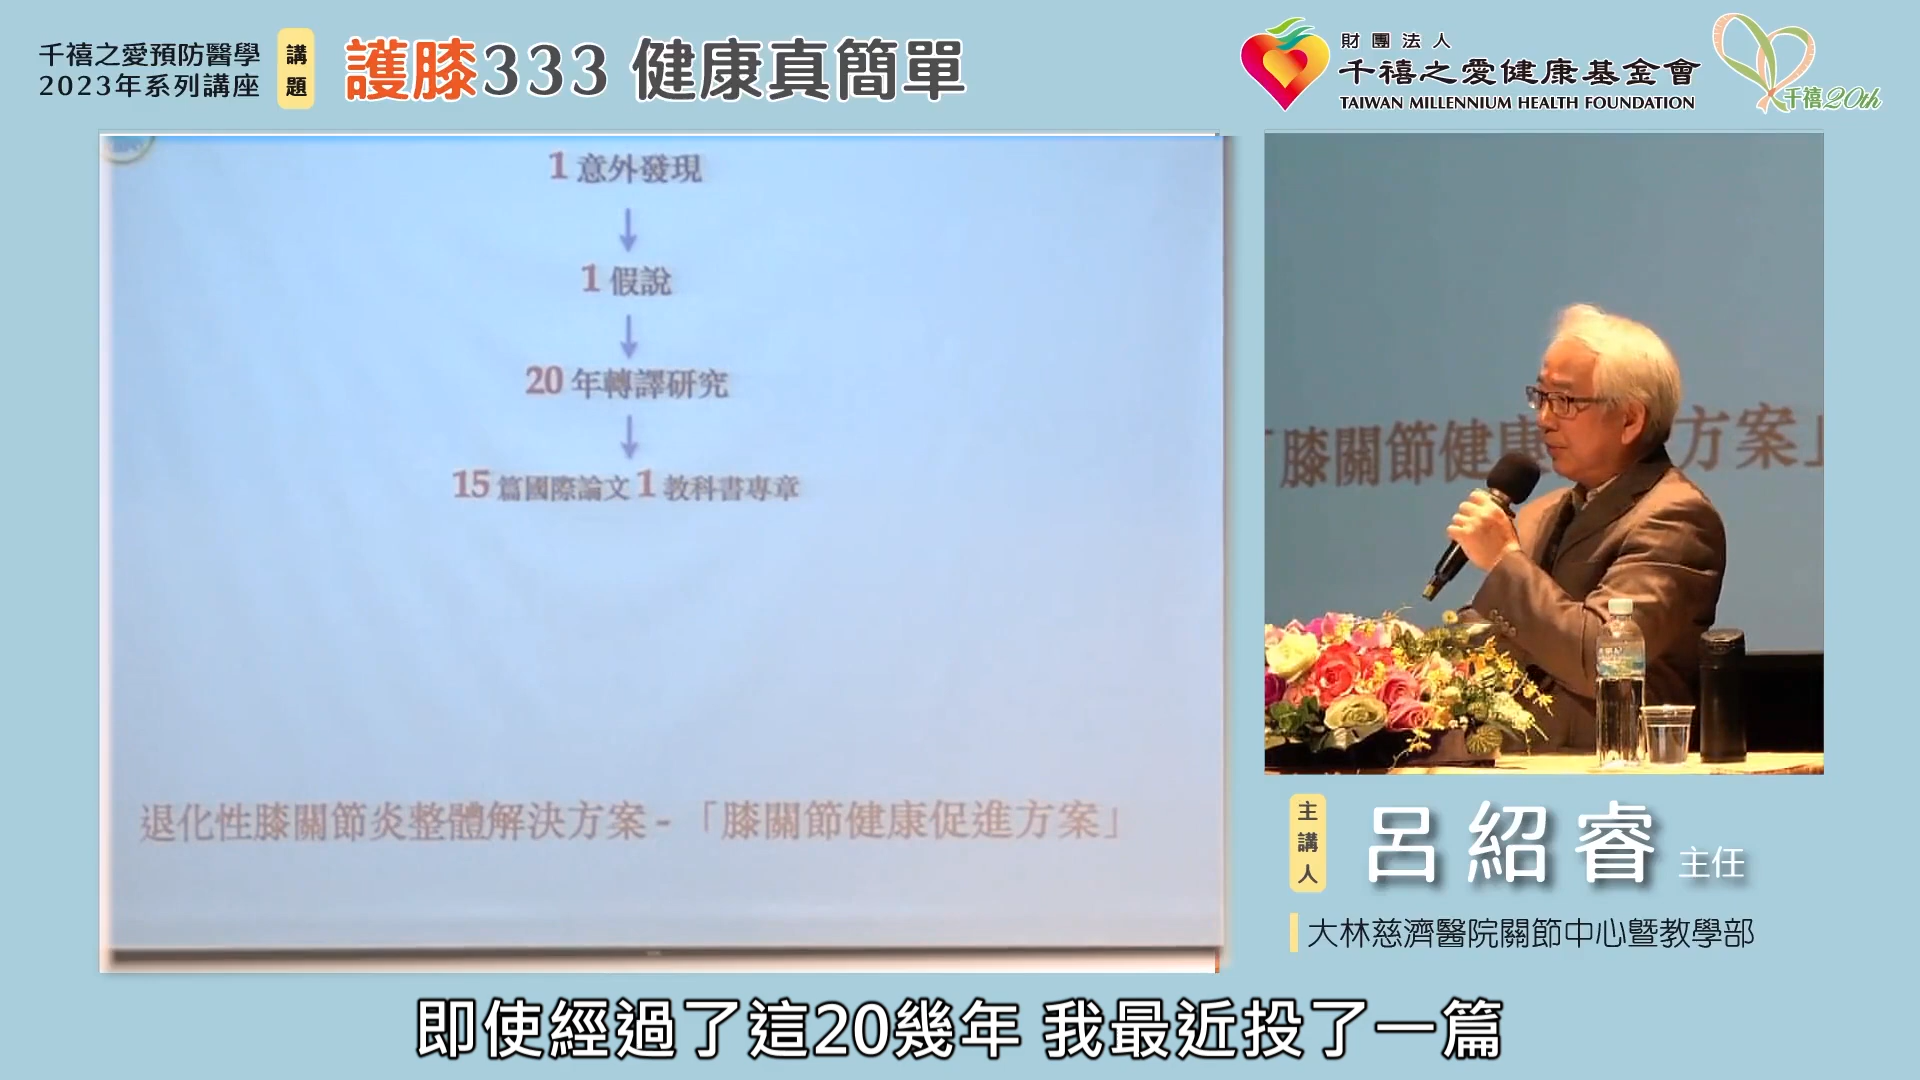 千禧之愛預防醫學
2023年系列講座
講題
護膝333 健康真簡單
財團法人
千禧之愛健康基金會
TAIWAN MILLENNIUM HEALTH FOUNDATION
千禧20th
1 意外發現
1 假說
20 年轉譯研究
15 篇國際論文 1 教科書專章
退化性膝關節炎整體解決方案 - 「膝關節健康促進方案」
「膝關節健康 方案」
主講人
呂紹睿 主任
大林慈濟醫院關節中心暨教學部
即使經過了這20幾年 我最近投了一篇